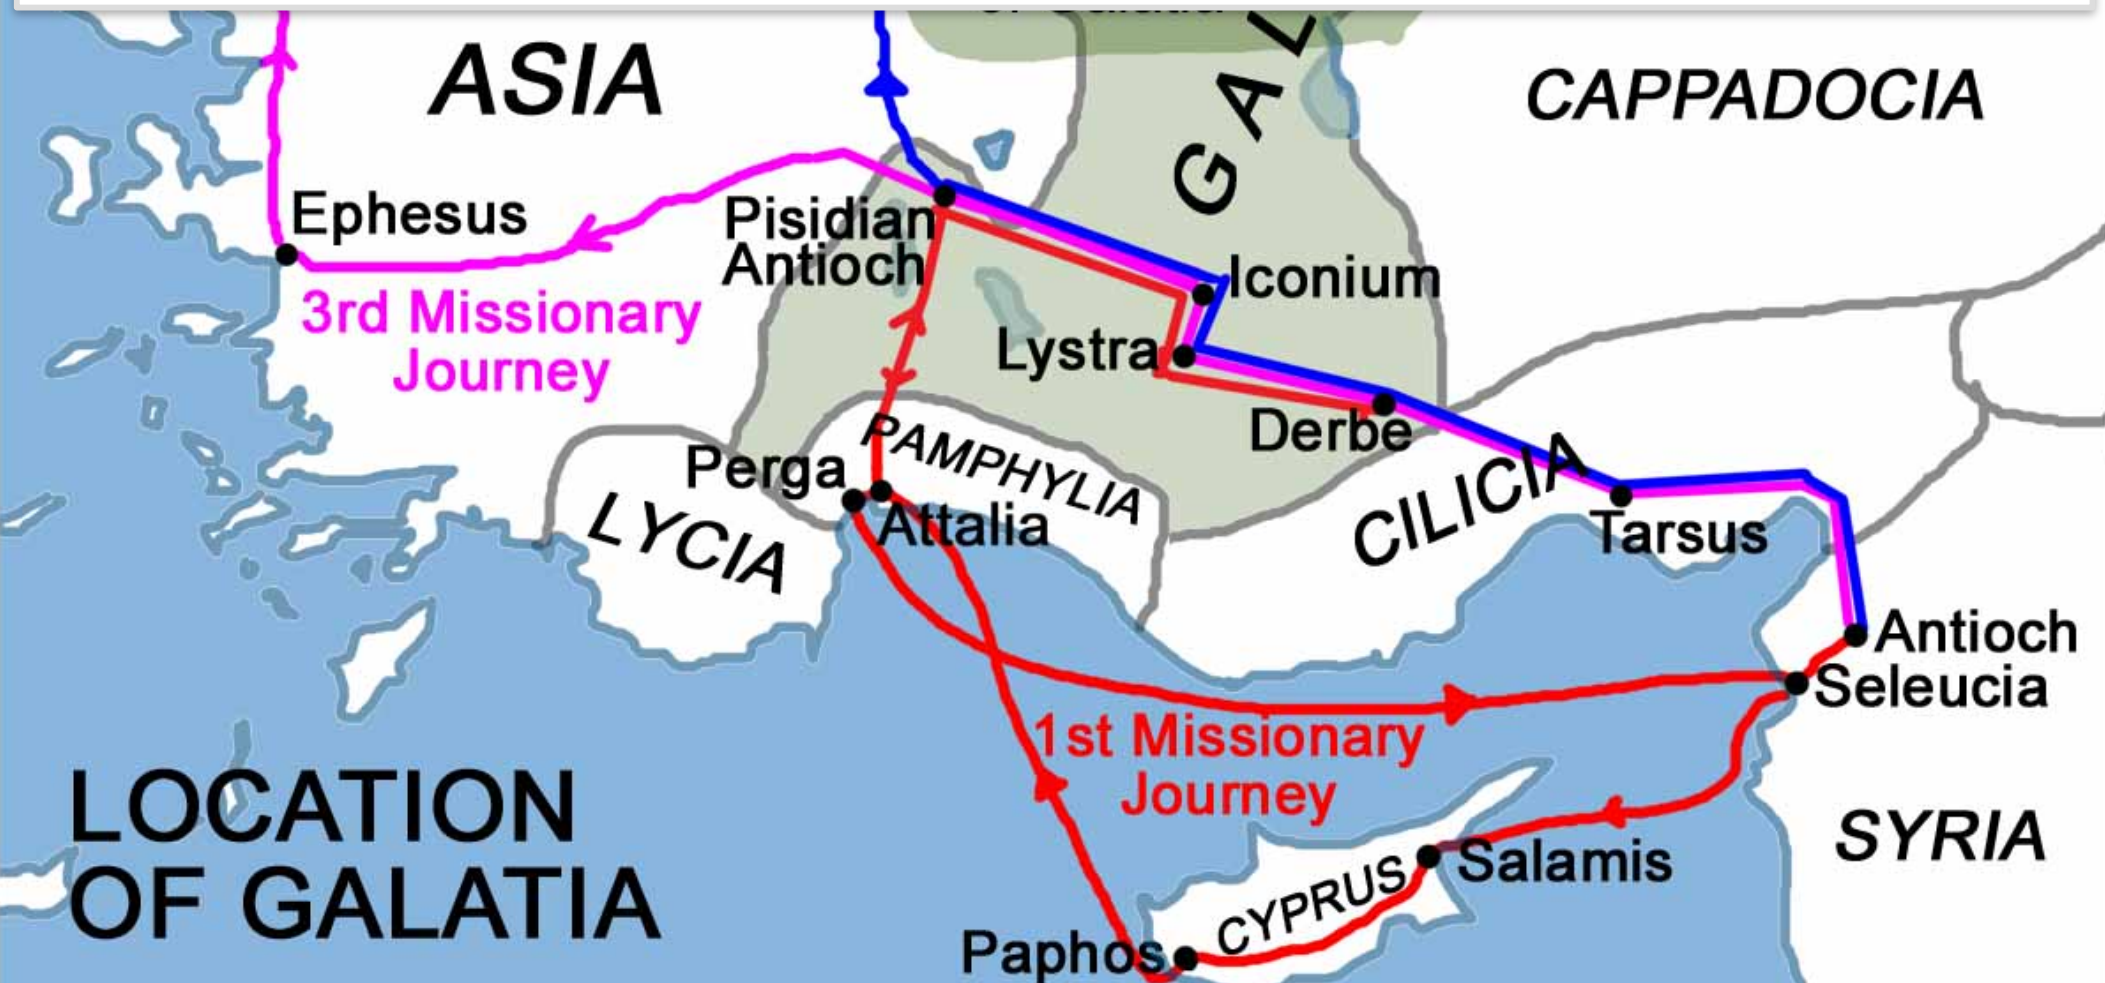 ASIA
GAL
CAPPADOCIA
Ephesus
Pisidian
Antioch
Iconium
3rd Missionary
Journey
Lystra
Derbe
PAMPHYLIA
Perga
LYCIA
Attalia
CILICIA
Tarsus
Antioch
Seleucia
1st Missionary
Journey
LOCATION
OF GALATIA
SYRIA
Salamis
CYPRUS
Paphos